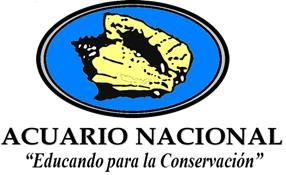 ACUARIO NACIONAL
“Educando para la Conservación”